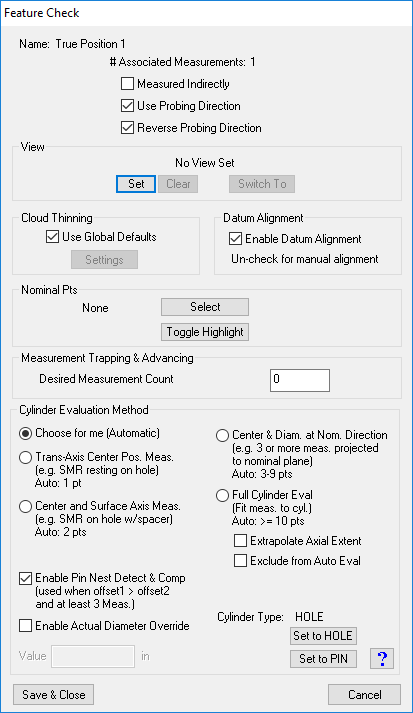 Feature Check
Name: True Position 1
# Associated Measurements: 1
Measured Indirectly
Use Probing Direction
Reverse Probing Direction
View
No View Set
Set
Clear
Switch To
Cloud Thinning
Use Global Defaults
Settings
Datum Alignment
Enable Datum Alignment
Un-check for manual alignment
Nominal Pts
None
Select
Toggle Highlight
Measurement Trapping & Advancing
Desired Measurement Count
0
Cylinder Evaluation Method
Choose for me (Automatic)
Trans-Axis Center Pos. Meas.
(e.g. SMR resting on hole)
Auto: 1 pt
Center and Surface Axis Meas.
(e.g. SMR on hole w/spacer)
Auto: 2 pts
Center & Diam. at Nom. Direction
(e.g. 3 or more meas. projected
to nominal plane)
Auto: 3-9 pts
Full Cylinder Eval
(Fit meas. to cyl.)
Auto: >= 10 pts
Extrapolate Axial Extent
Exclude from Auto Eval
Enable Pin Nest Detect & Comp
(used when offset1 > offset2
and at least 3 Meas.)
Enable Actual Diameter Override
Value
in
Cylinder Type: HOLE
Set to HOLE
Set to PIN
?
Save & Close
Cancel